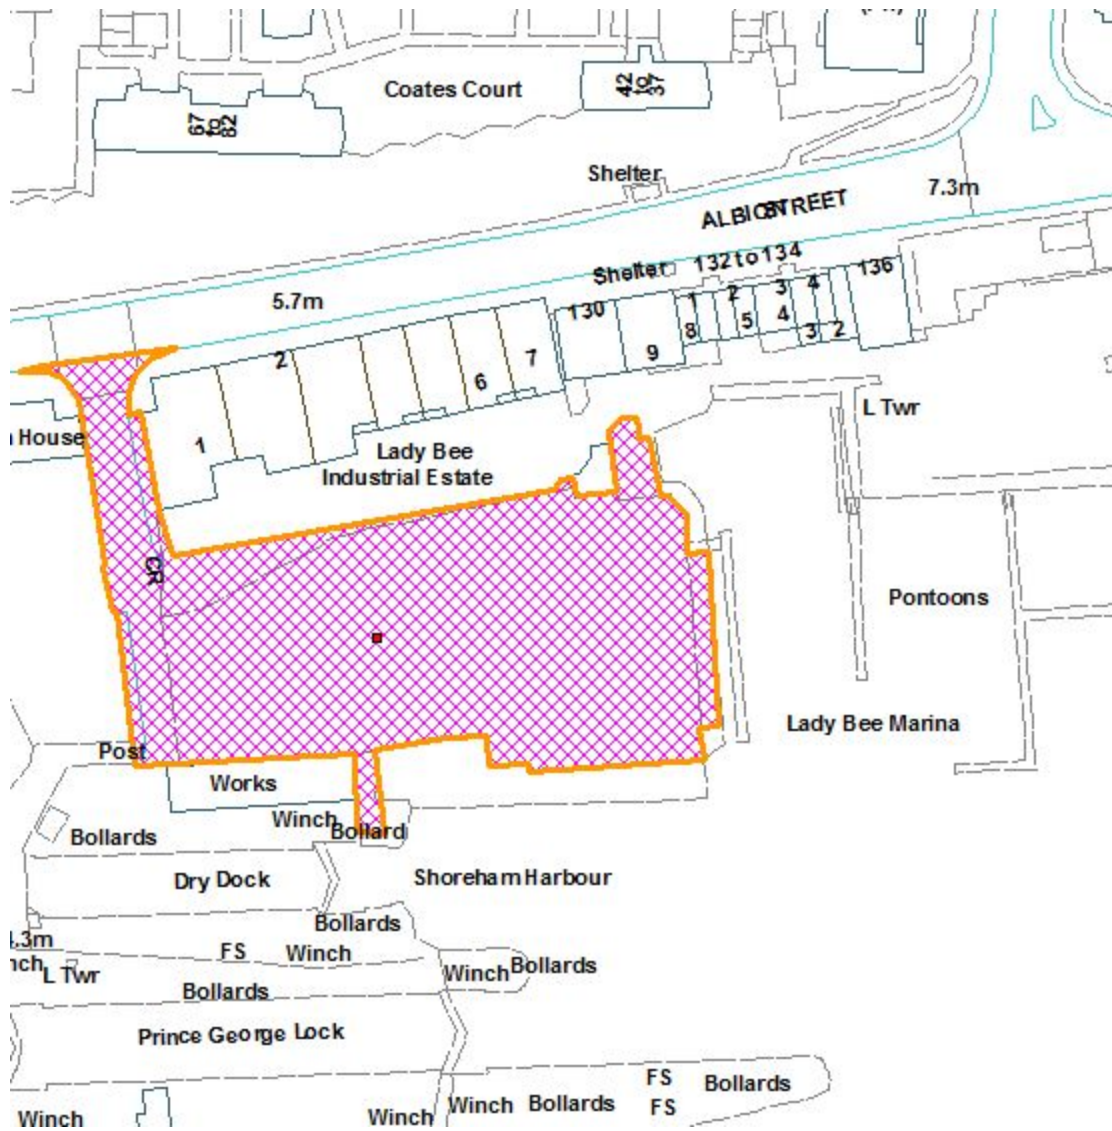 Coates Court
42
to
37
67
to
82
Shelter
7.3m
ALBION STREET
132 to 134
Shelter
136
5.7m
130
1
2
3
4
8
5
4
3
2
9
2
7
6
1
L Twr
House
Lady Bee
Industrial Estate
CR
Pontoons
Lady Bee Marina
Post
Works
Winch
Bollard
Bollards
Dry Dock
Shoreham Harbour
Bollards
.3m
FS
Winch
L Twr
Winch
Bollards
Bollards
Prince George Lock
FS
Bollards
Winch
Bollards
FS
Winch
Winch